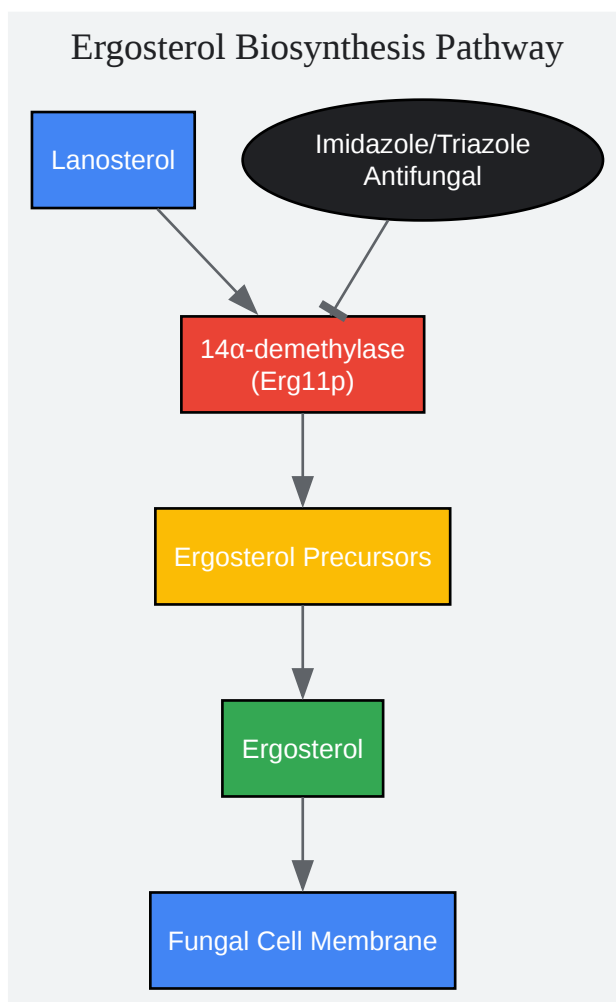 Ergosterol Biosynthesis Pathway
Lanosterol
Imidazole/Triazole
Antifungal
14α-demethylase
(Erg11p)
Ergosterol Precursors
Ergosterol
Fungal Cell Membrane